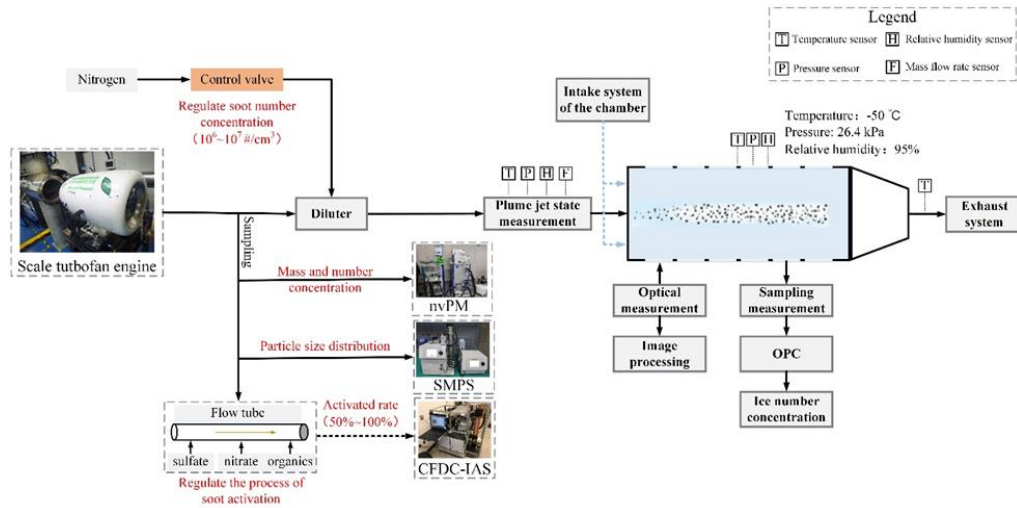 Legend
T Temperature sensor
H Relative humidity sensor
P Pressure sensor
F Mass flow rate sensor
Nitrogen
Control valve
Regulate soot number
concentration
(10⁶~10⁷ #/cm³)
Intake system
of the chamber
Temperature: -50 ℃
Pressure: 26.4 kPa
Relative humidity: 95%
T P H
T P H F
T
Scale tutbofan engine
Sampling
Diluter
Plume jet state
measurement
Exhaust
system
Mass and number
concentration
nvPM
Optical
measurement
Sampling
measurement
Image
processing
OPC
Ice number
concentration
Particle size distribution
SMPS
Flow tube
Activated rate
(50%~100%)
sulfate
nitrate
organics
CFDC-IAS
Regulate the process of
soot activation